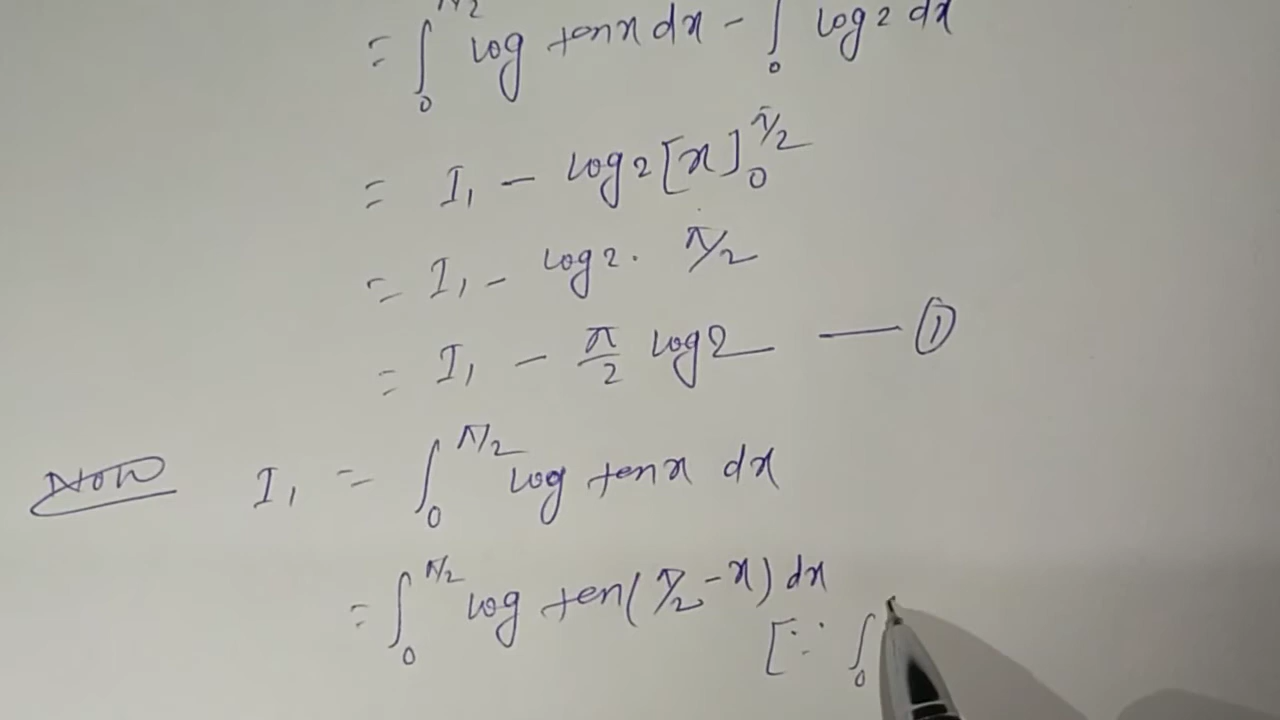 = ∫₀^π/2 log tanx dx - ∫₀ log2 dx
= I₁ - log2 [x]₀^π/2
= I₁ - log2. π/2
= I₁ - π/2 log2 — ①
Now I₁ = ∫₀^π/2 log tanx dx
= ∫₀^π/2 log tan(π/2-x) dx
[∵ ∫₀